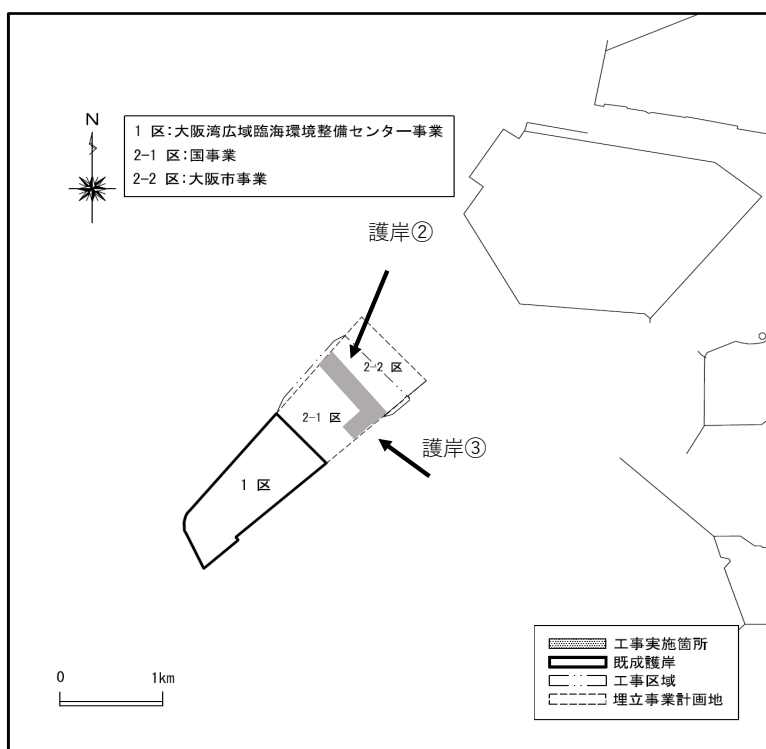 N
1 区:大阪湾広域臨海環境整備センター事業
2-1 区:国事業
2-2 区:大阪市事業
護岸②
2-2 区
2-1 区
護岸③
1 区
工事実施箇所
既成護岸
工事区域
埋立事業計画地
0 1km